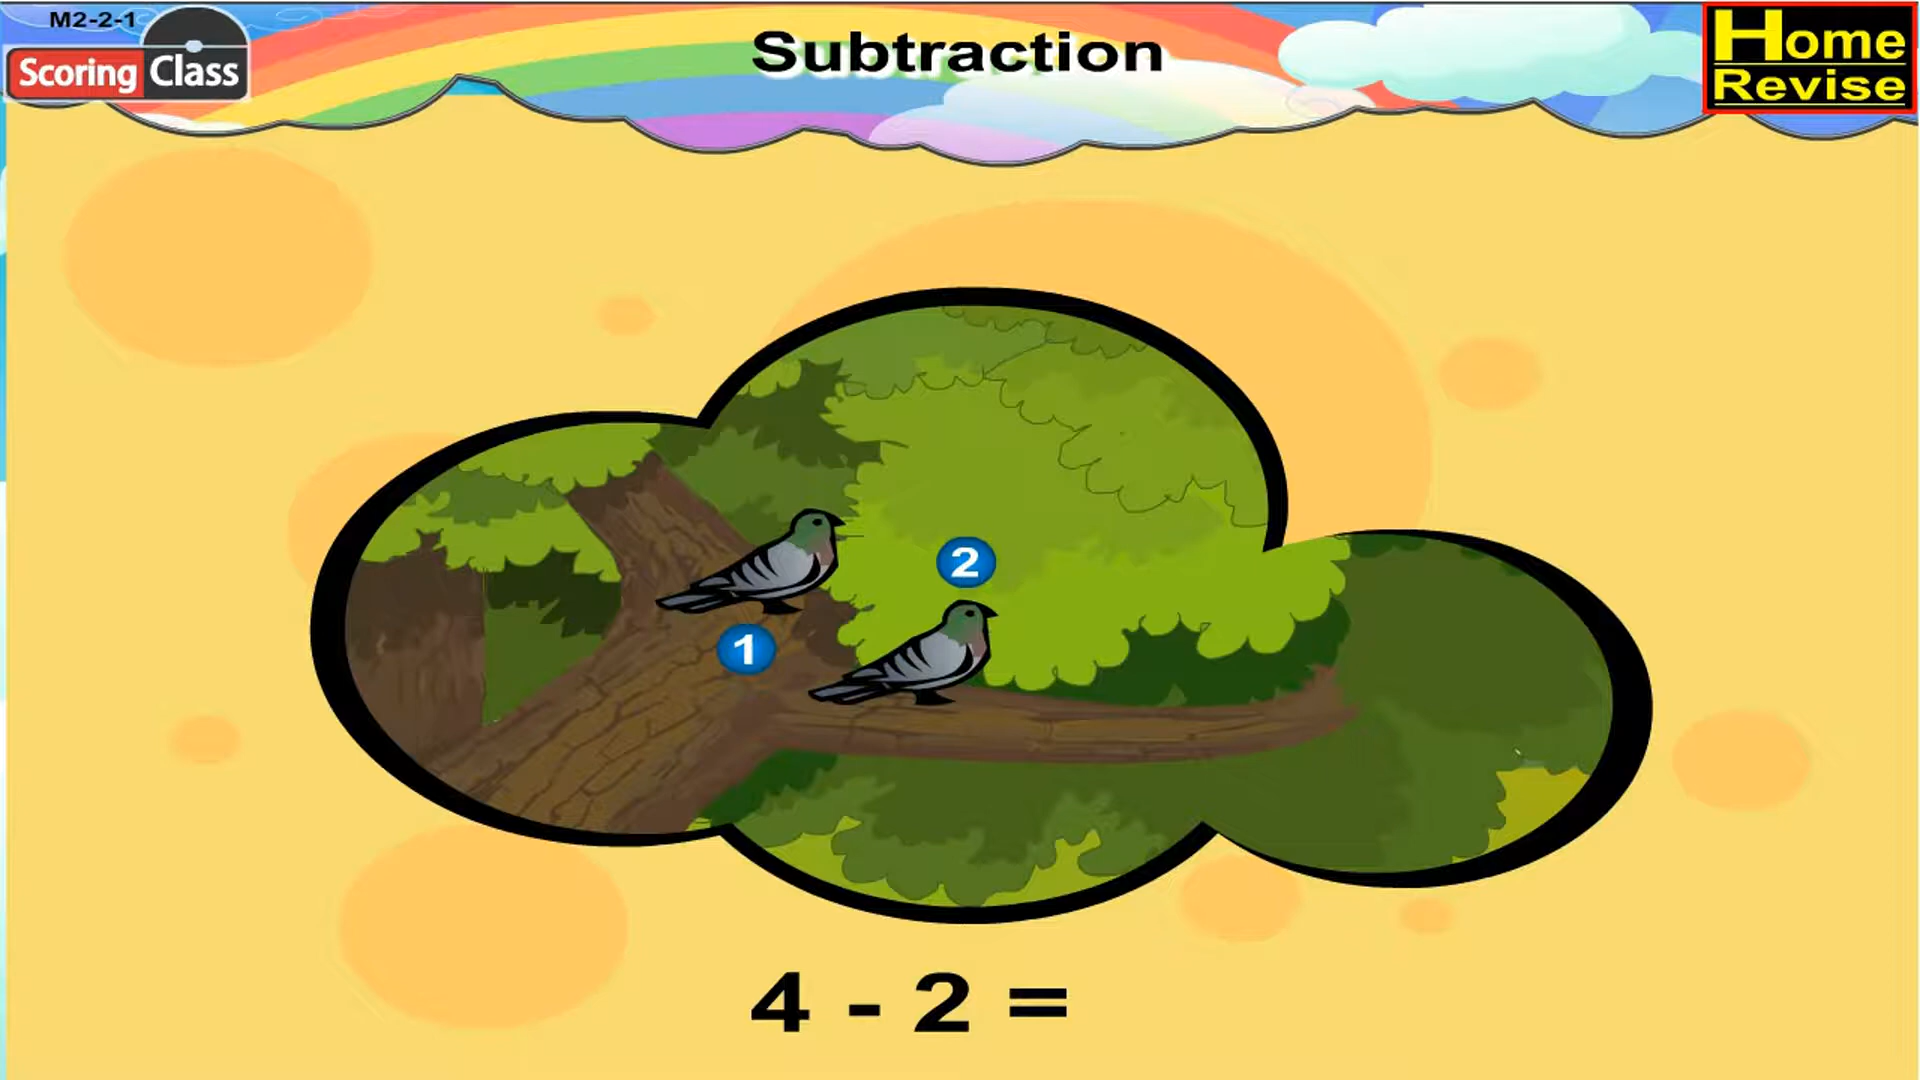 M2-2-1
Scoring Class
Subtraction
Home
Revise
2
1
4 - 2 =